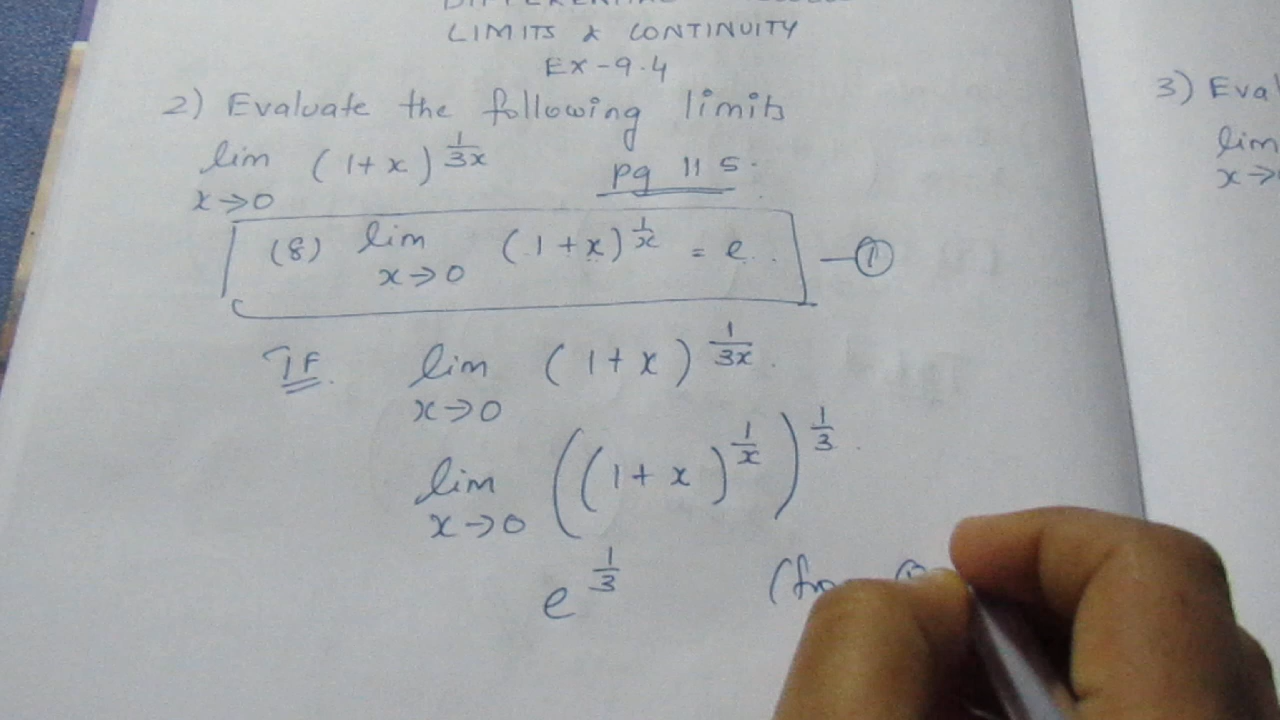 LIMITS & CONTINUITY
EX-9.4
2) Evaluate the following limits
lim x→0 (1+x)^(1/3x) pg 115.
(8) lim x→0 (1+x)^(1/x) = e.. —①
lim x→0 (1+x)^(1/3x).
lim x→0 ((1+x)^(1/x))^(1/3).
e^(1/3)
3)
lim
x→